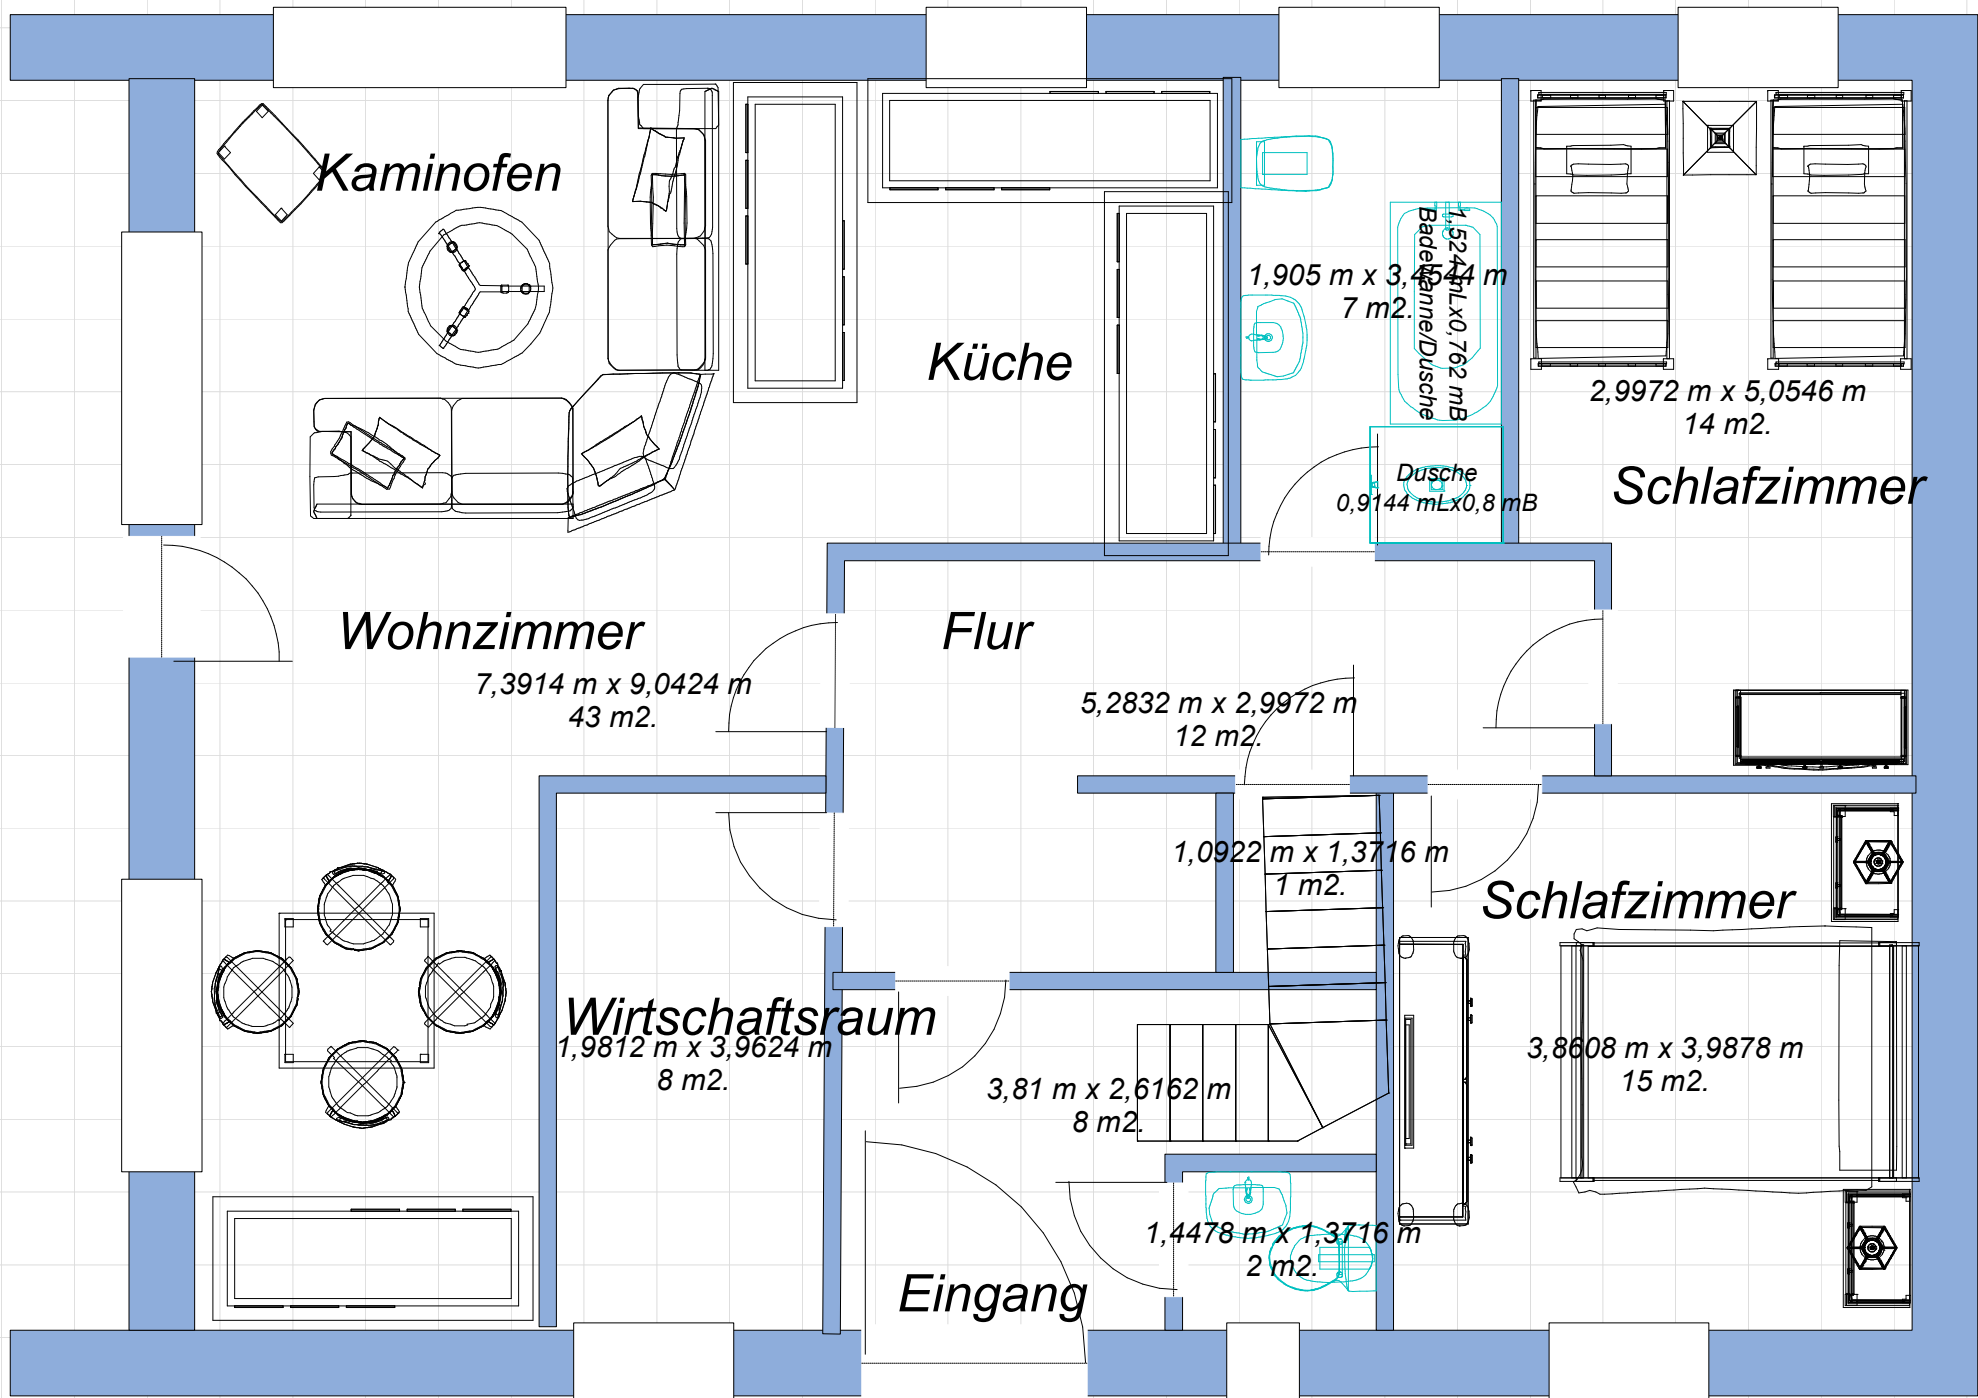 Kaminofen
Küche
1,905 m x 3,4544 m
7 m2.
1,524 mLx0,762 mB
Badewanne/Dusche
Dusche
0,9144 mLx0,8 mB
2,9972 m x 5,0546 m
14 m2.
Schlafzimmer
Wohnzimmer
7,3914 m x 9,0424 m
43 m2.
Flur
5,2832 m x 2,9972 m
12 m2.
1,0922 m x 1,3716 m
1 m2.
Schlafzimmer
3,8608 m x 3,9878 m
15 m2.
Wirtschaftsraum
1,9812 m x 3,9624 m
8 m2.
3,81 m x 2,6162 m
8 m2.
1,4478 m x 1,3716 m
2 m2.
Eingang